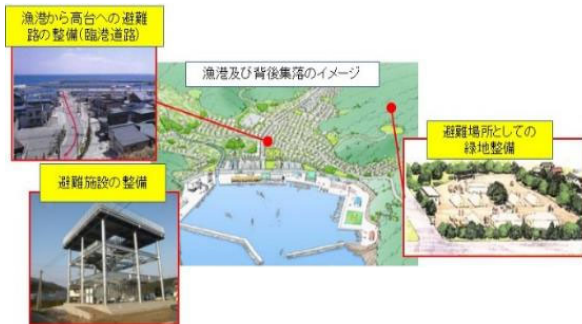 漁港から高台への避難
路の整備(臨港道路)
漁港及び背後集落のイメージ
避難場所としての
緑地整備
避難施設の整備